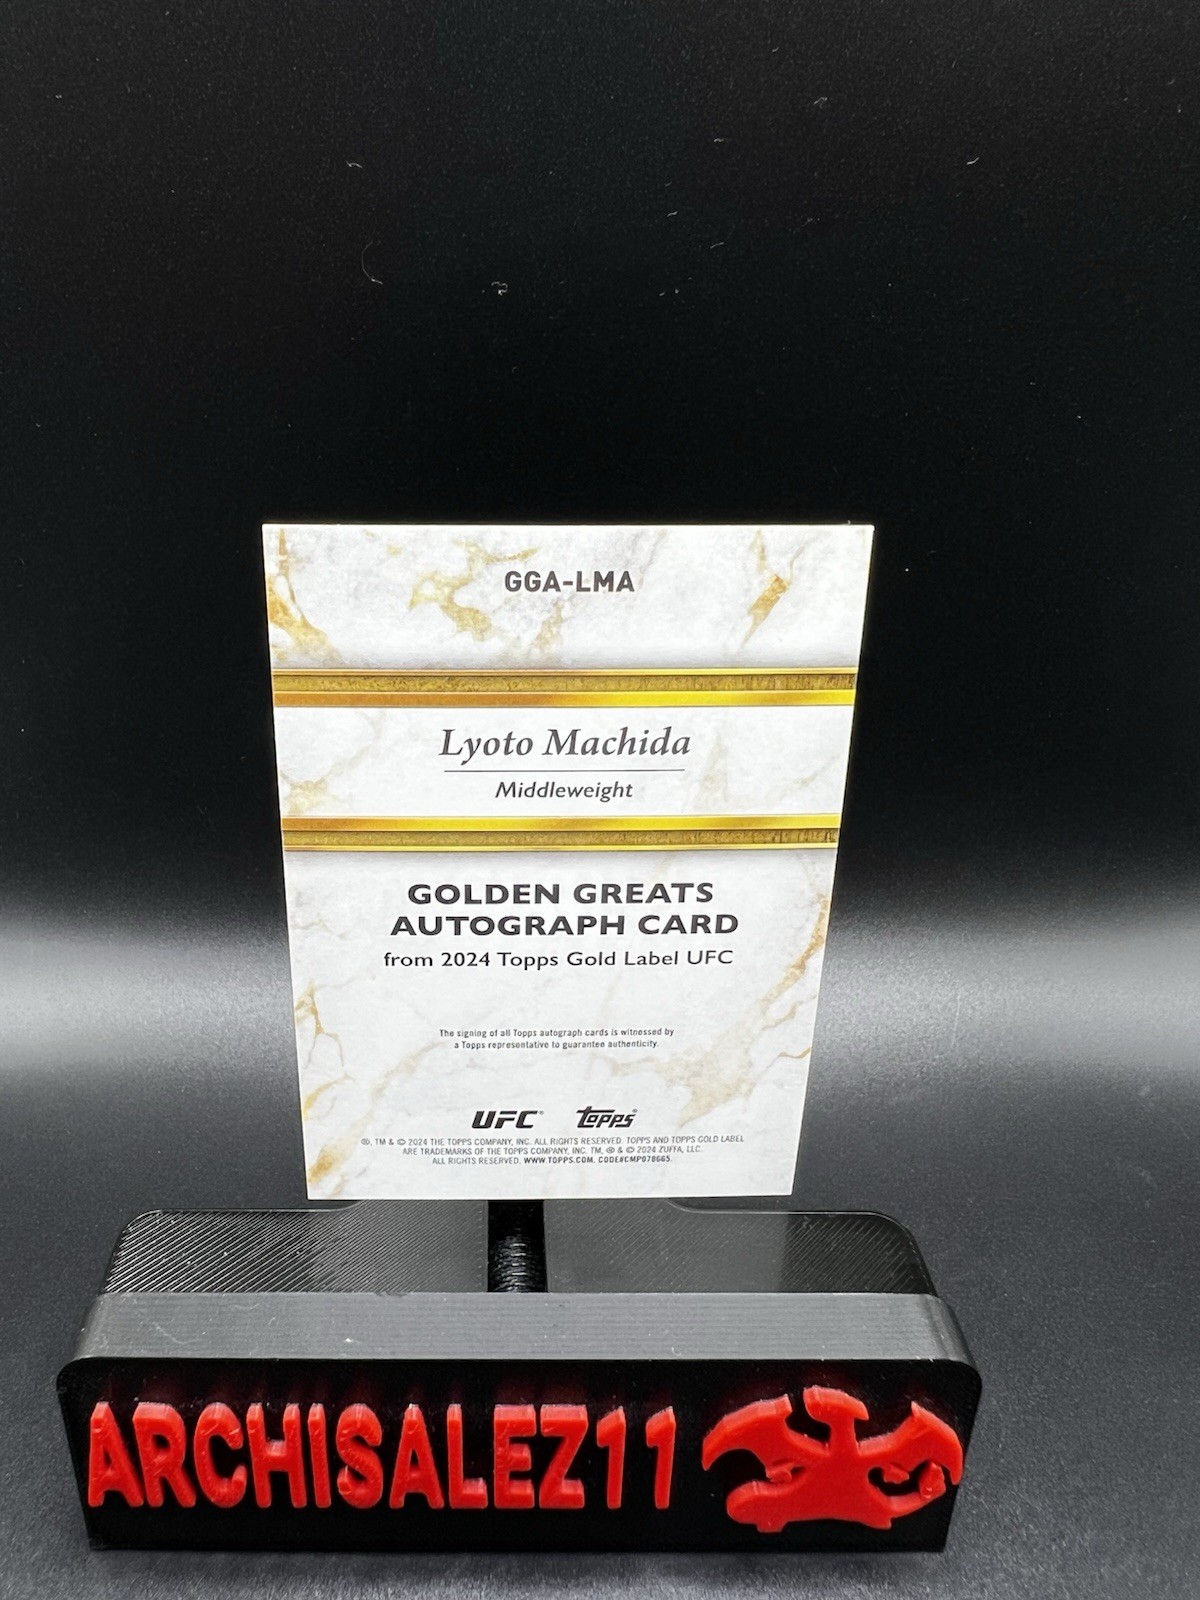 GGA-LMA
Lyoto Machida
Middleweight
GOLDEN GREATS
AUTOGRAPH CARD
from 2024 Topps Gold Label UFC
The signing of all Topps autograph cards is witnessed by
a Topps representative to guarantee authenticity.
UFC® Topps®
®, TM & © 2024 THE TOPPS COMPANY, INC. ALL RIGHTS RESERVED. TOPPS AND TOPPS GOLD LABEL
ARE TRADEMARKS OF THE TOPPS COMPANY, INC. TM, ® & © 2024 ZUFFA, LLC.
ALL RIGHTS RESERVED. WWW.TOPPS.COM. CODE#CMP078665.
ARCHISALEZ11